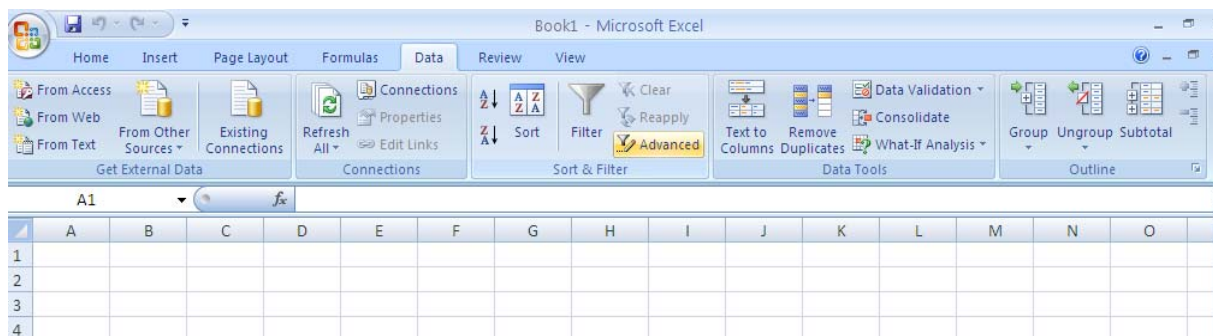 Book1 - Microsoft Excel
Home Insert Page Layout Formulas Data Review View
From Access
From Web
From Text
From Other
Sources
Existing
Connections
Get External Data
Refresh
All
Connections
Properties
Edit Links
Connections
A
Z
Z
A
A Z
Z A
Sort
Filter
Clear
Reapply
Advanced
Sort & Filter
Text to
Columns
Remove
Duplicates
Data Validation
Consolidate
What-If Analysis
Data Tools
Group
Ungroup
Subtotal
Outline
A1 fx
A B C D E F G H I J K L M N O
1
2
3
4